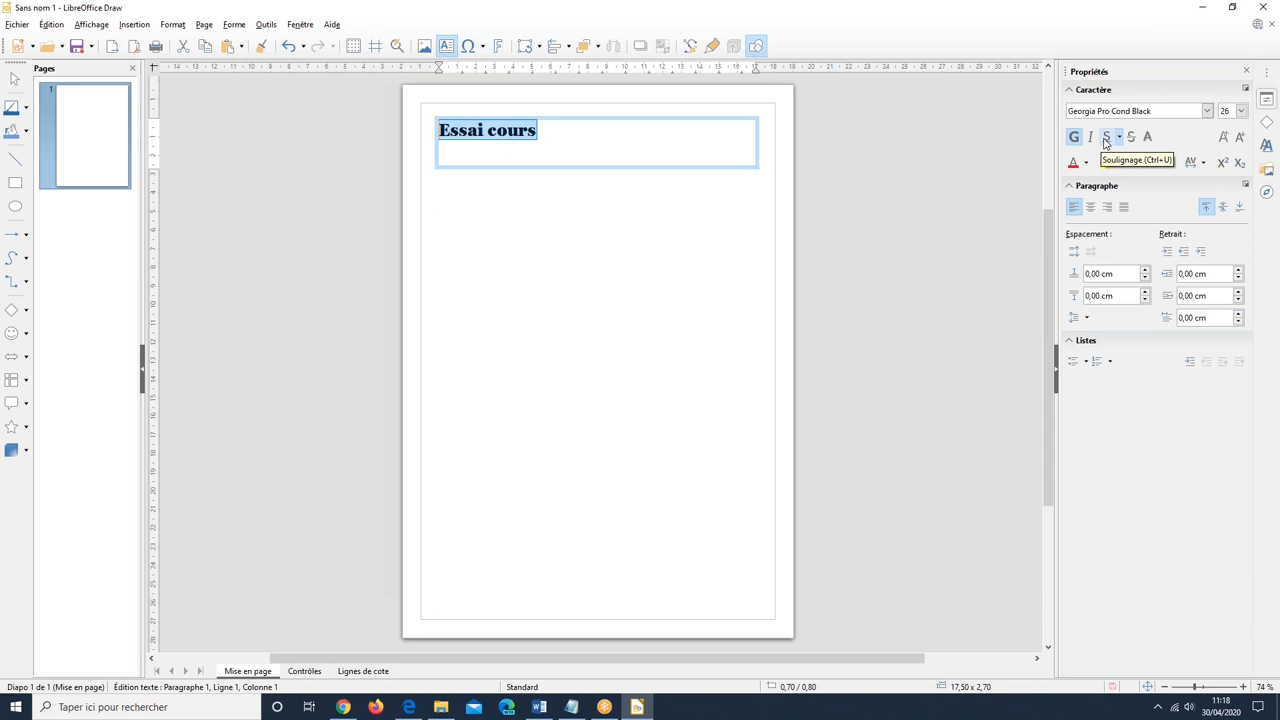 Sans nom 1 - LibreOffice Draw
Fichier Édition Affichage Insertion Format Page Forme Outils Fenêtre Aide
Pages
1
Essai cours
Propriétés
Caractère
Georgia Pro Cond Black 26
G I S S A
Soulignage (Ctrl+U)
Paragraphe
Espacement : Retrait :
0,00 cm 0,00 cm
0,00 cm 0,00 cm
0,00 cm
Listes
Mise en page Contrôles Lignes de cote
Diapo 1 de 1 (Mise en page) Édition texte : Paragraphe 1, Ligne 1, Colonne 1 Standard 0,70 / 0,80 17,50 x 2,70 74 %
Taper ici pour rechercher
11:18
30/04/2020